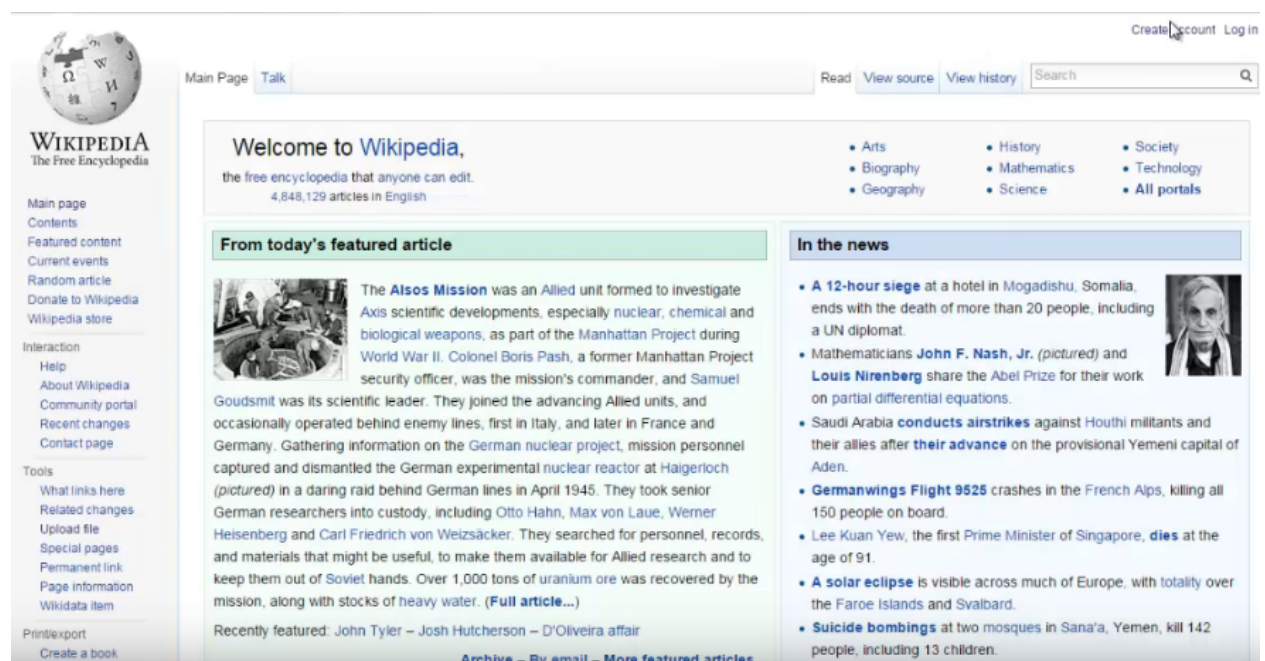 Create ccount Log in
Main Page Talk Read View source View history Search
WIKIPEDIA
The Free Encyclopedia
Main page
Contents
Featured content
Current events
Random article
Donate to Wikipedia
Wikipedia store
Interaction
Help
About Wikipedia
Community portal
Recent changes
Contact page
Tools
What links here
Related changes
Upload file
Special pages
Permanent link
Page information
Wikidata item
Print/export
Create a book
Welcome to Wikipedia,
the free encyclopedia that anyone can edit.
4,848,129 articles in English
• Arts
• Biography
• Geography
• History
• Mathematics
• Science
• Society
• Technology
• All portals
From today's featured article
The Alsos Mission was an Allied unit formed to investigate
Axis scientific developments, especially nuclear, chemical and
biological weapons, as part of the Manhattan Project during
World War II. Colonel Boris Pash, a former Manhattan Project
security officer, was the mission's commander, and Samuel
Goudsmit was its scientific leader. They joined the advancing Allied units, and
occasionally operated behind enemy lines, first in Italy, and later in France and
Germany. Gathering information on the German nuclear project, mission personnel
captured and dismantled the German experimental nuclear reactor at Haigerloch
(pictured) in a daring raid behind German lines in April 1945. They took senior
German researchers into custody, including Otto Hahn, Max von Laue, Werner
Heisenberg and Carl Friedrich von Weizsäcker. They searched for personnel, records,
and materials that might be useful, to make them available for Allied research and to
keep them out of Soviet hands. Over 1,000 tons of uranium ore was recovered by the
mission, along with stocks of heavy water. (Full article...)
Recently featured: John Tyler – Josh Hutcherson – D'Oliveira affair
Archive – By email – More featured articles...
In the news
• A 12-hour siege at a hotel in Mogadishu, Somalia,
ends with the death of more than 20 people, including
a UN diplomat.
• Mathematicians John F. Nash, Jr. (pictured) and
Louis Nirenberg share the Abel Prize for their work
on partial differential equations.
• Saudi Arabia conducts airstrikes against Houthi militants and
their allies after their advance on the provisional Yemeni capital of
Aden.
• Germanwings Flight 9525 crashes in the French Alps, killing all
150 people on board.
• Lee Kuan Yew, the first Prime Minister of Singapore, dies at the
age of 91.
• A solar eclipse is visible across much of Europe, with totality over
the Faroe Islands and Svalbard.
• Suicide bombings at two mosques in Sana'a, Yemen, kill 142
people, including 13 children.